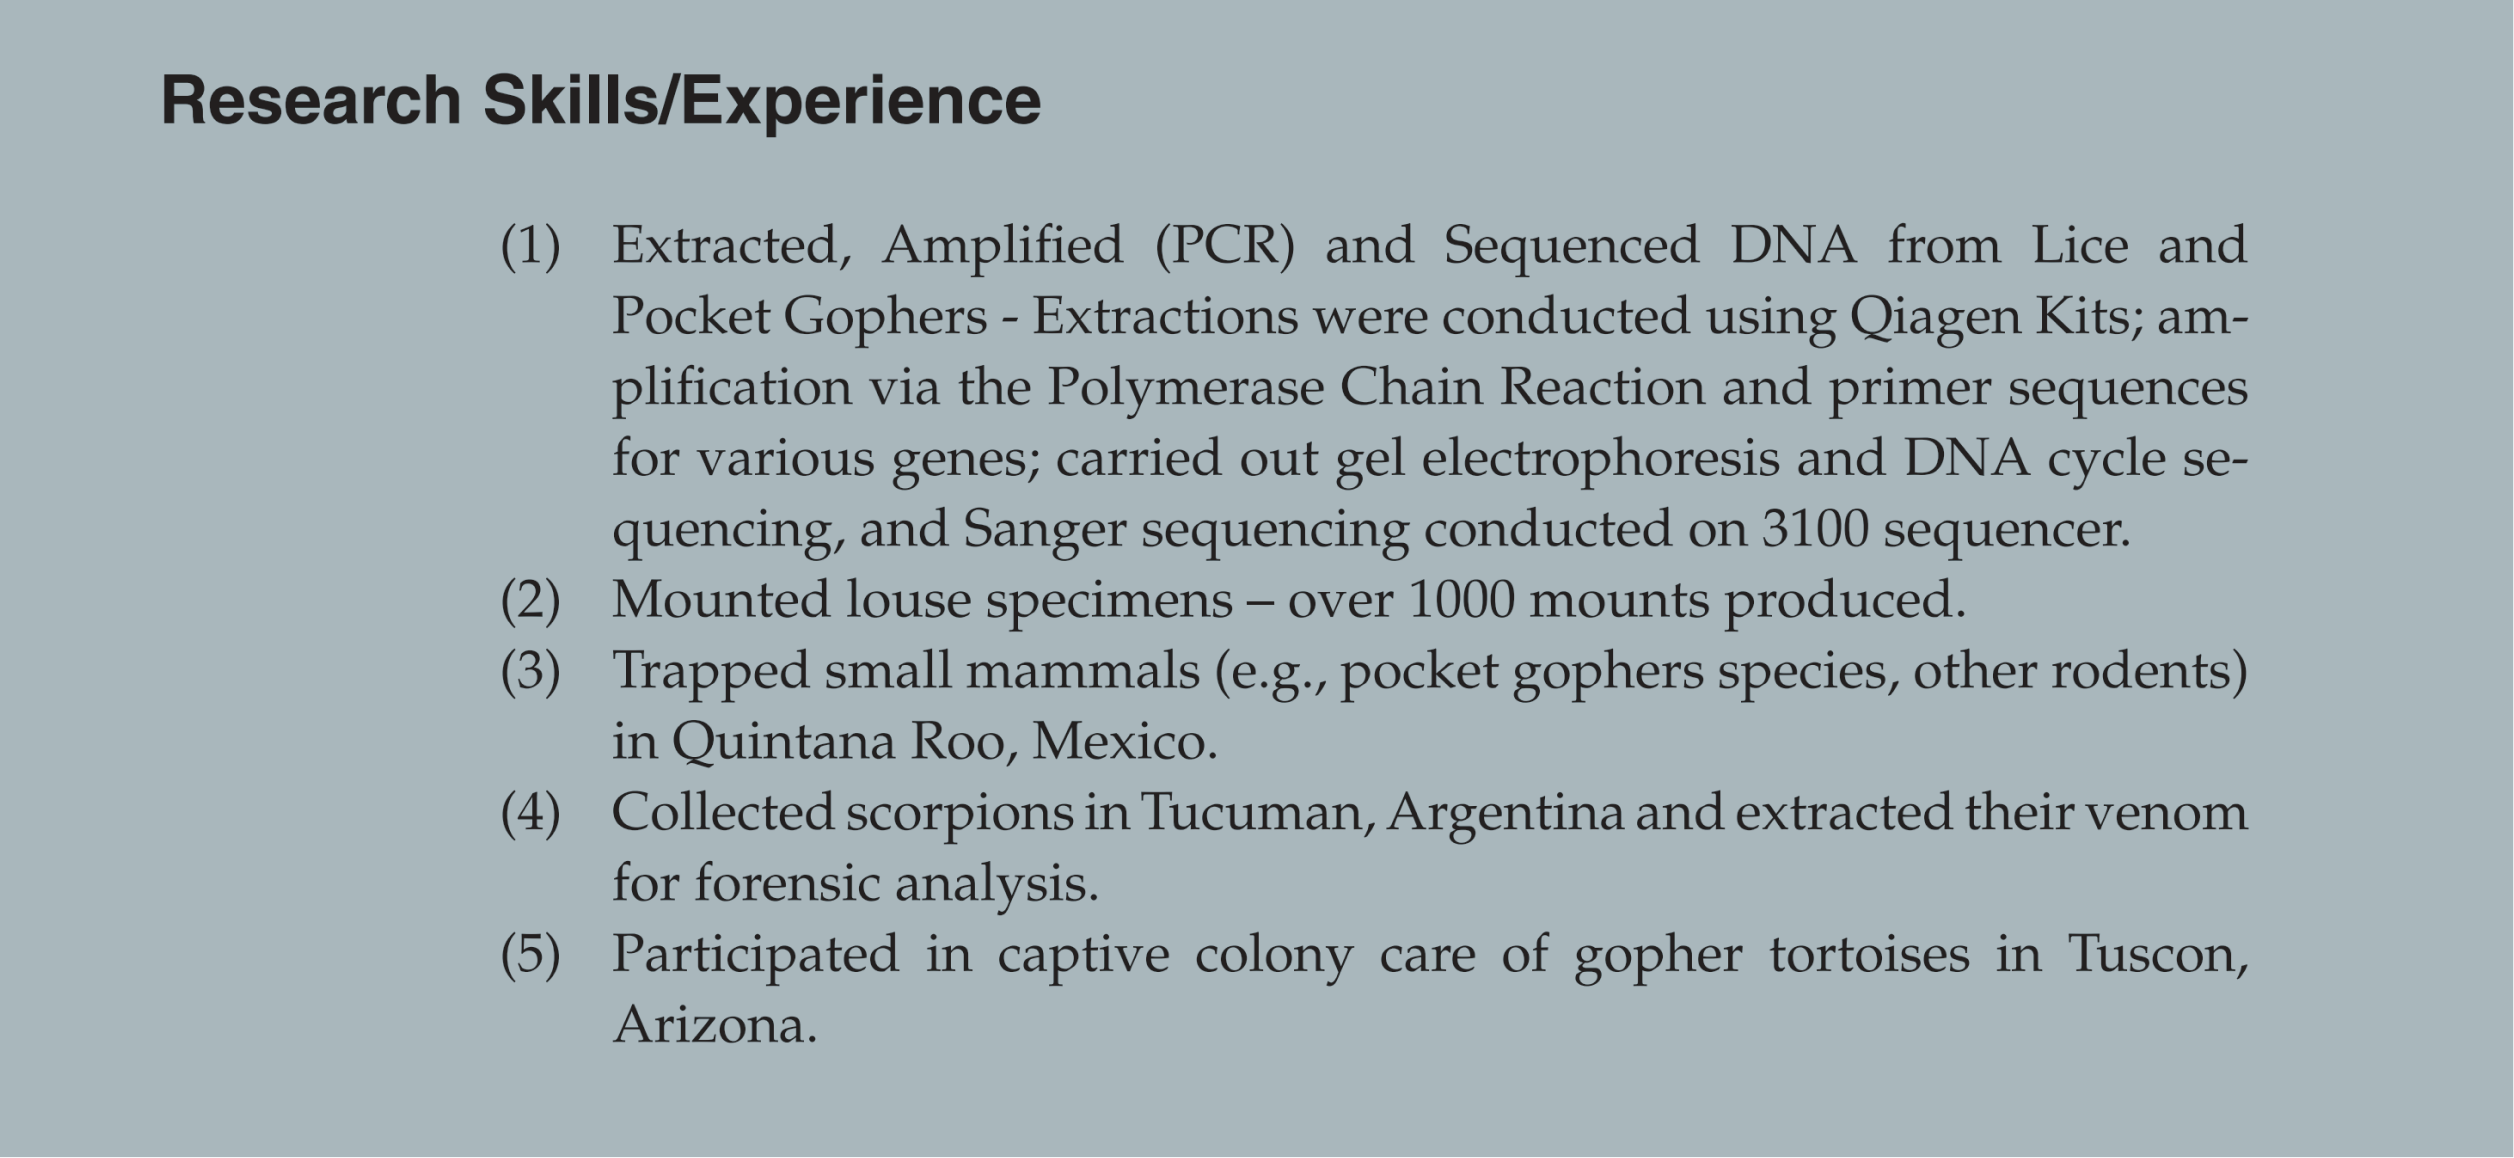 Research Skills/Experience
(1) Extracted, Amplified (PCR) and Sequenced DNA from Lice and
Pocket Gophers - Extractions were conducted using Qiagen Kits; am-
plification via the Polymerase Chain Reaction and primer sequences
for various genes; carried out gel electrophoresis and DNA cycle se-
quencing, and Sanger sequencing conducted on 3100 sequencer.
(2) Mounted louse specimens – over 1000 mounts produced.
(3) Trapped small mammals (e.g., pocket gophers species, other rodents)
in Quintana Roo, Mexico.
(4) Collected scorpions in Tucuman, Argentina and extracted their venom
for forensic analysis.
(5) Participated in captive colony care of gopher tortoises in Tuscon,
Arizona.